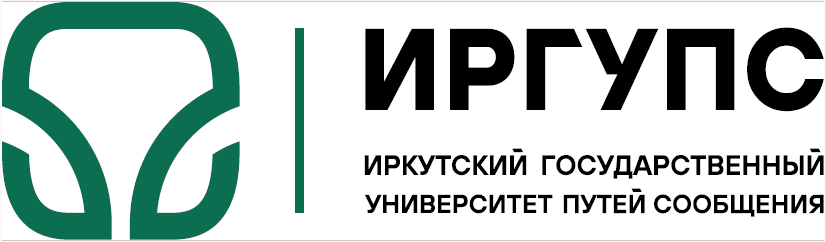 ИРГУПС
ИРКУТСКИЙ ГОСУДАРСТВЕННЫЙ
УНИВЕРСИТЕТ ПУТЕЙ СООБЩЕНИЯ